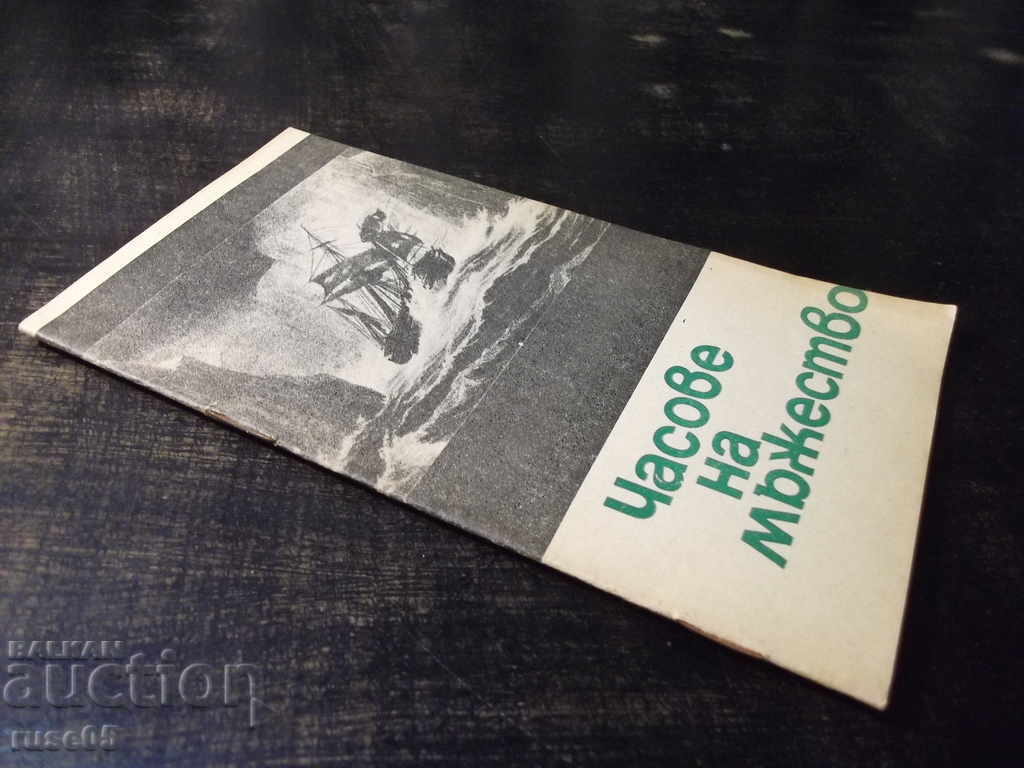 Часове
на
мъжество
BALKAN
auction
ruse05